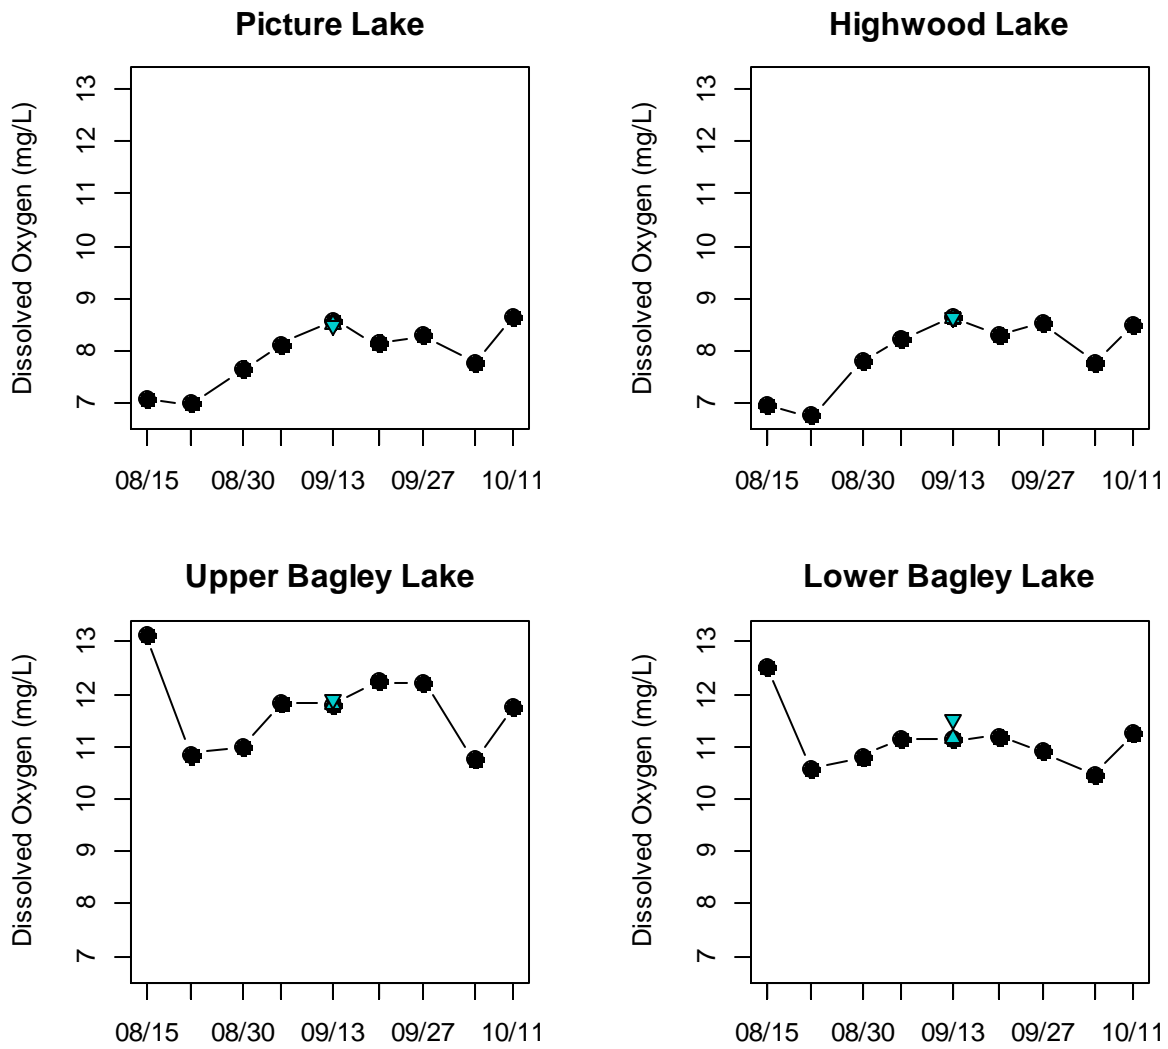 Picture Lake
Dissolved Oxygen (mg/L)
13
12
11
10
9
8
7
08/15 08/30 09/13 09/27 10/11
Highwood Lake
Dissolved Oxygen (mg/L)
13
12
11
10
9
8
7
08/15 08/30 09/13 09/27 10/11
Upper Bagley Lake
Dissolved Oxygen (mg/L)
13
12
11
10
9
8
7
08/15 08/30 09/13 09/27 10/11
Lower Bagley Lake
Dissolved Oxygen (mg/L)
13
12
11
10
9
8
7
08/15 08/30 09/13 09/27 10/11